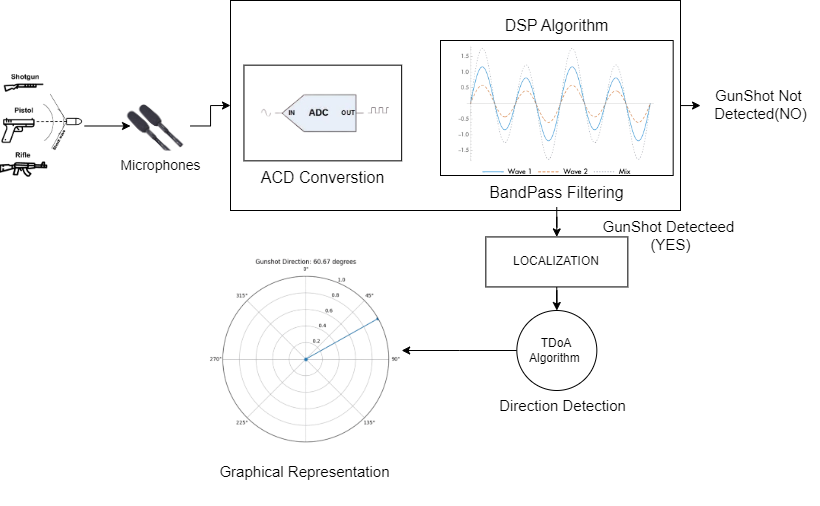 DSP Algorithm
Shotgun
Pistol
Rifle
Microphones
IN ADC OUT
ACD Converstion
1.5
1.0
0.5
0.0
-0.5
-1.0
-1.5
Wave 1 Wave 2 Mix
BandPass Filtering
GunShot Not
Detected(NO)
GunShot Detecteed
(YES)
LOCALIZATION
TDoA
Algorithm
Direction Detection
Gunshot Direction: 60.67 degrees
0°
45°
90°
135°
225°
270°
315°
1.0
0.8
0.6
0.4
0.2
Graphical Representation